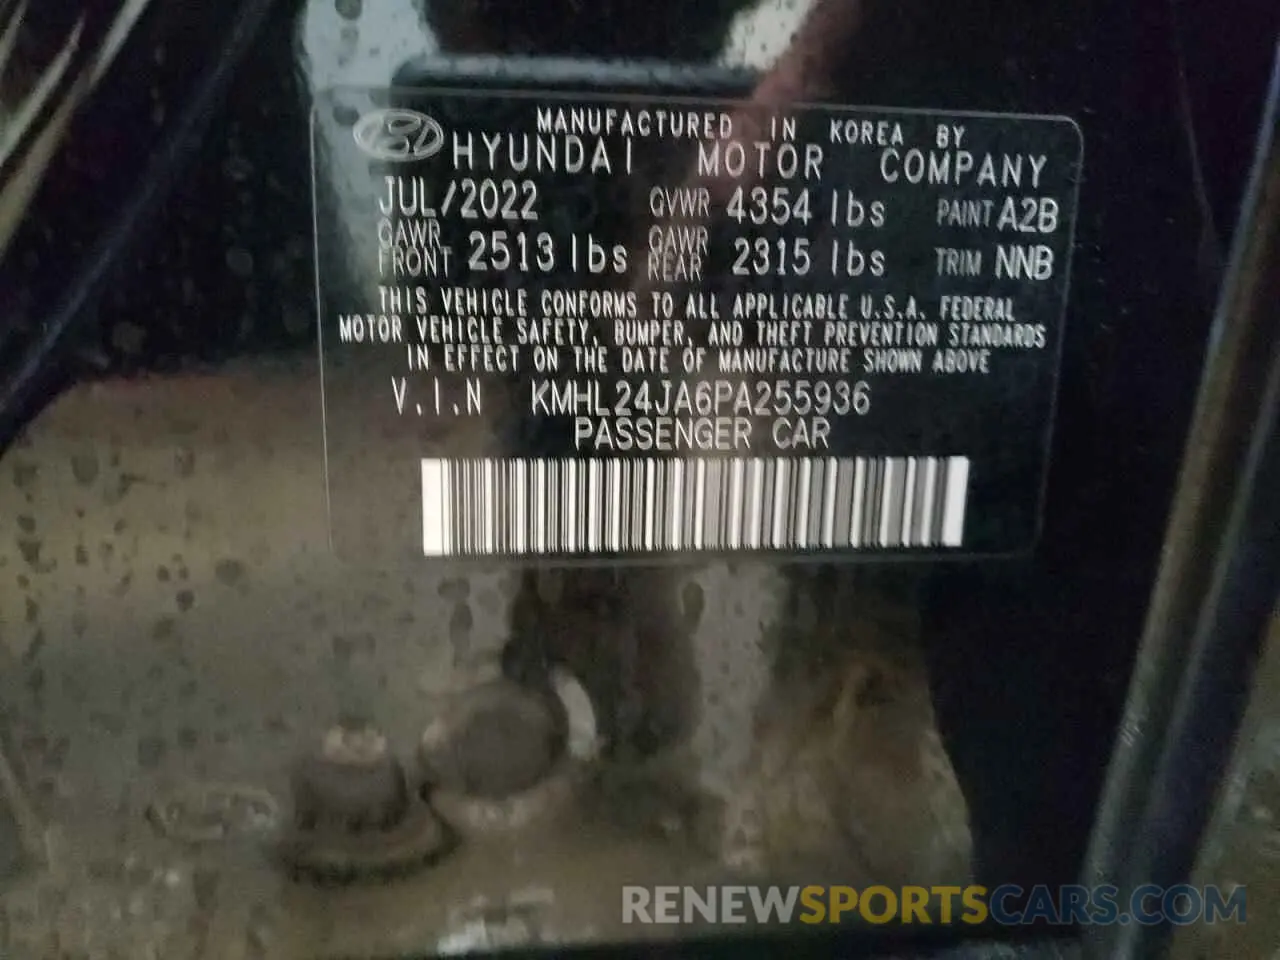 MANUFACTURED IN KOREA BY
HYUNDAI MOTOR COMPANY
JUL/2022 GVWR 4354 lbs PAINT A2B
GAWR FRONT 2513 lbs GAWR REAR 2315 lbs TRIM NNB
THIS VEHICLE CONFORMS TO ALL APPLICABLE U.S.A. FEDERAL
MOTOR VEHICLE SAFETY, BUMPER, AND THEFT PREVENTION STANDARDS
IN EFFECT ON THE DATE OF MANUFACTURE SHOWN ABOVE
V.I.N KMHL24JA6PA255936
PASSENGER CAR
RENEWSPORTSCARS.COM